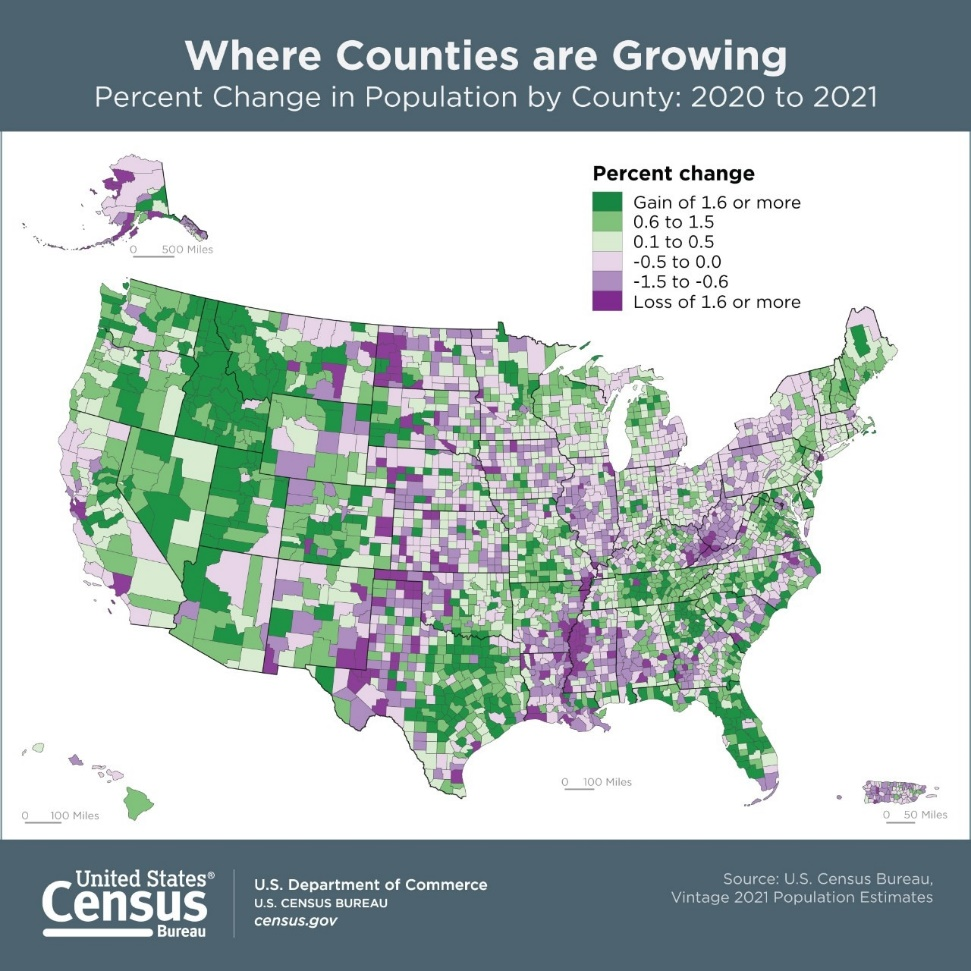 Where Counties are Growing
Percent Change in Population by County: 2020 to 2021
Percent change
Gain of 1.6 or more
0.6 to 1.5
0.1 to 0.5
-0.5 to 0.0
-1.5 to -0.6
Loss of 1.6 or more
0 500 Miles
0 100 Miles
0 100 Miles
0 50 Miles
United States®
Census
Bureau
U.S. Department of Commerce
U.S. CENSUS BUREAU
census.gov
Source: U.S. Census Bureau,
Vintage 2021 Population Estimates